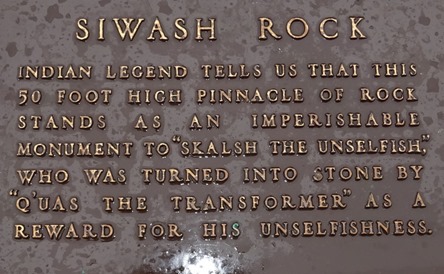 SIWASH ROCK
INDIAN LEGEND TELLS US THAT THIS
50 FOOT HIGH PINNACLE OF ROCK
STANDS AS AN IMPERISHABLE
MONUMENT TO "SKALSH THE UNSELFISH,"
WHO WAS TURNED INTO STONE BY
"Q'UAS THE TRANSFORMER" AS A
REWARD FOR HIS UNSELFISHNESS.